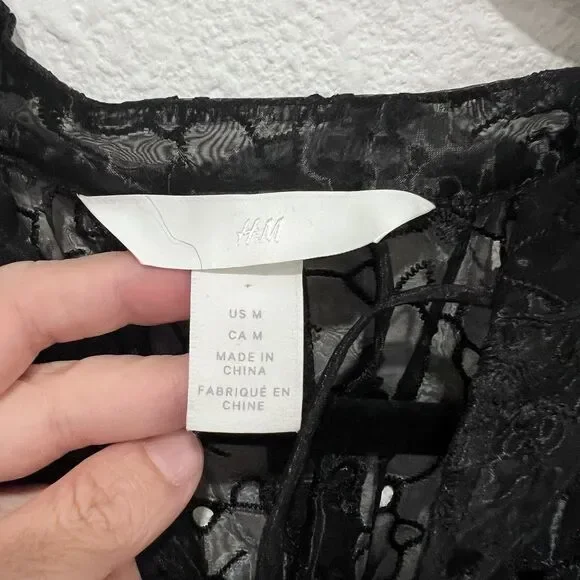 H&M
US M
CA M
MADE IN
CHINA
FABRIQUÉ EN
CHINE